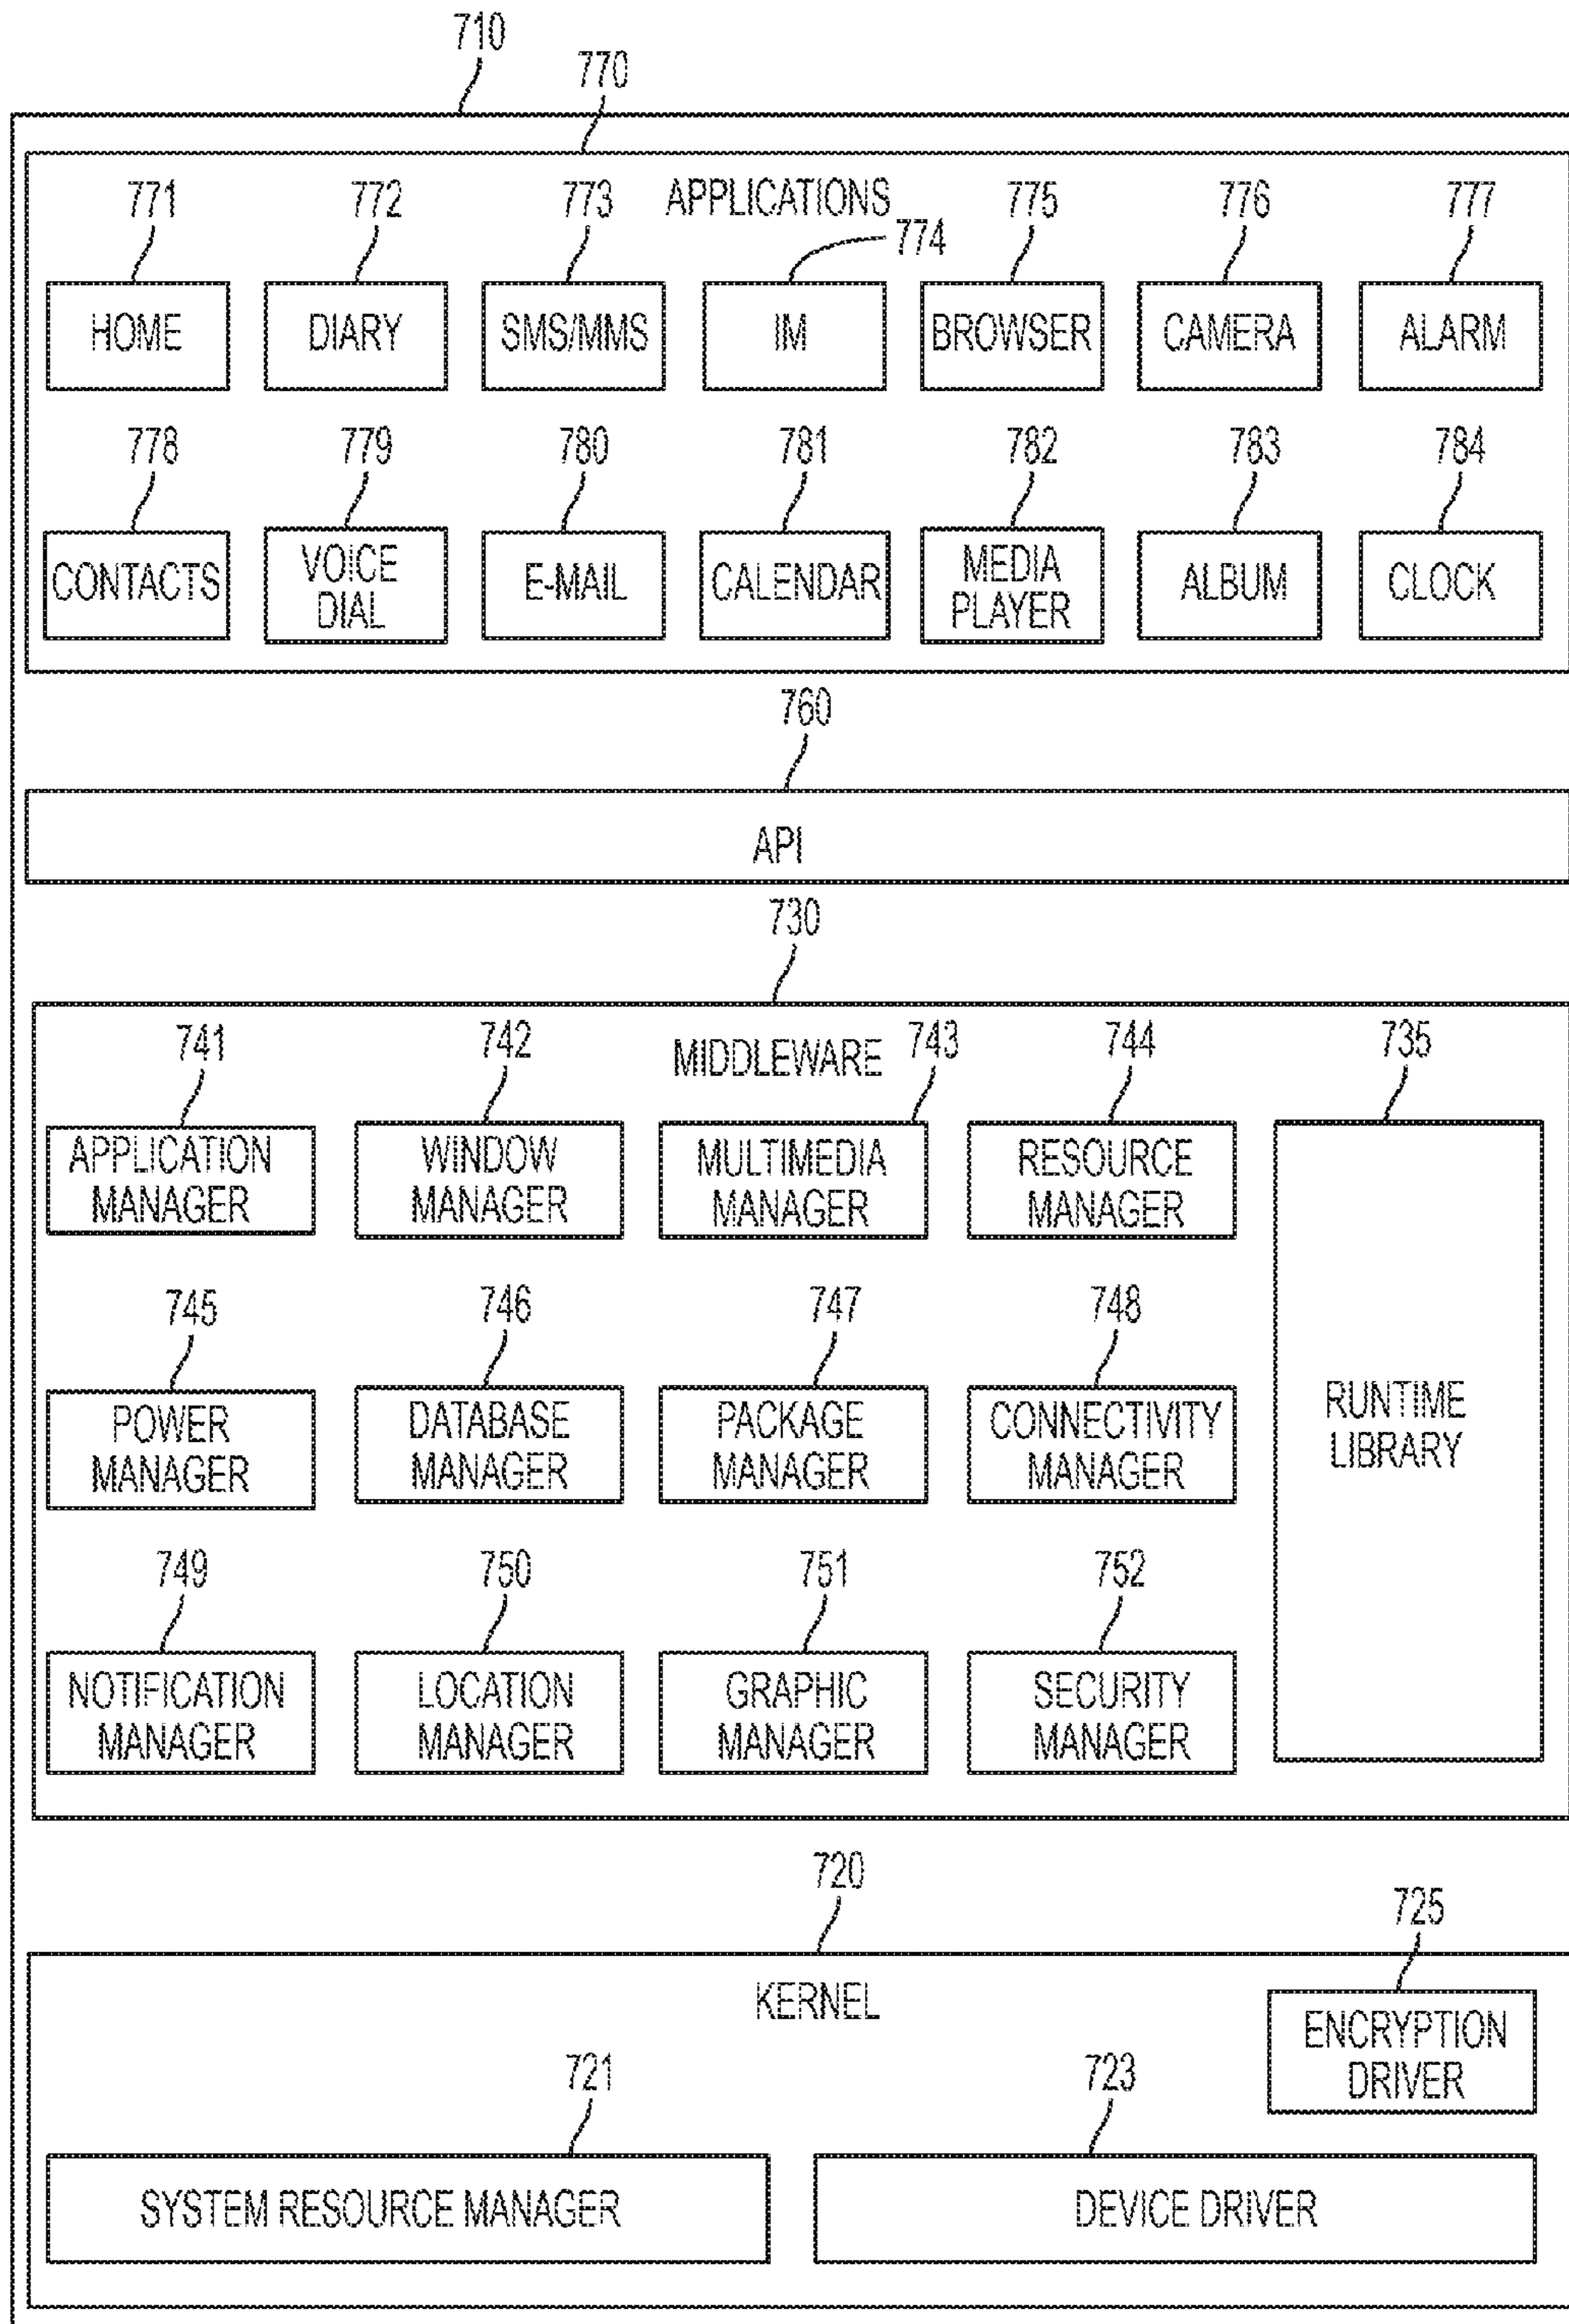 710
770
771 772 773 APPLICATIONS 775 776 777
774
HOME DIARY SMS/MMS IM BROWSER CAMERA ALARM
778 779 780 781 782 783 784
CONTACTS VOICE DIAL E-MAIL CALENDAR MEDIA PLAYER ALBUM CLOCK
760
API
730
741 742 MIDDLEWARE 743 744 735
APPLICATION MANAGER WINDOW MANAGER MULTIMEDIA MANAGER RESOURCE MANAGER
745 746 747 748
POWER MANAGER DATABASE MANAGER PACKAGE MANAGER CONNECTIVITY MANAGER RUNTIME LIBRARY
749 750 751 752
NOTIFICATION MANAGER LOCATION MANAGER GRAPHIC MANAGER SECURITY MANAGER
720
725
KERNEL
ENCRYPTION DRIVER
721 723
SYSTEM RESOURCE MANAGER DEVICE DRIVER